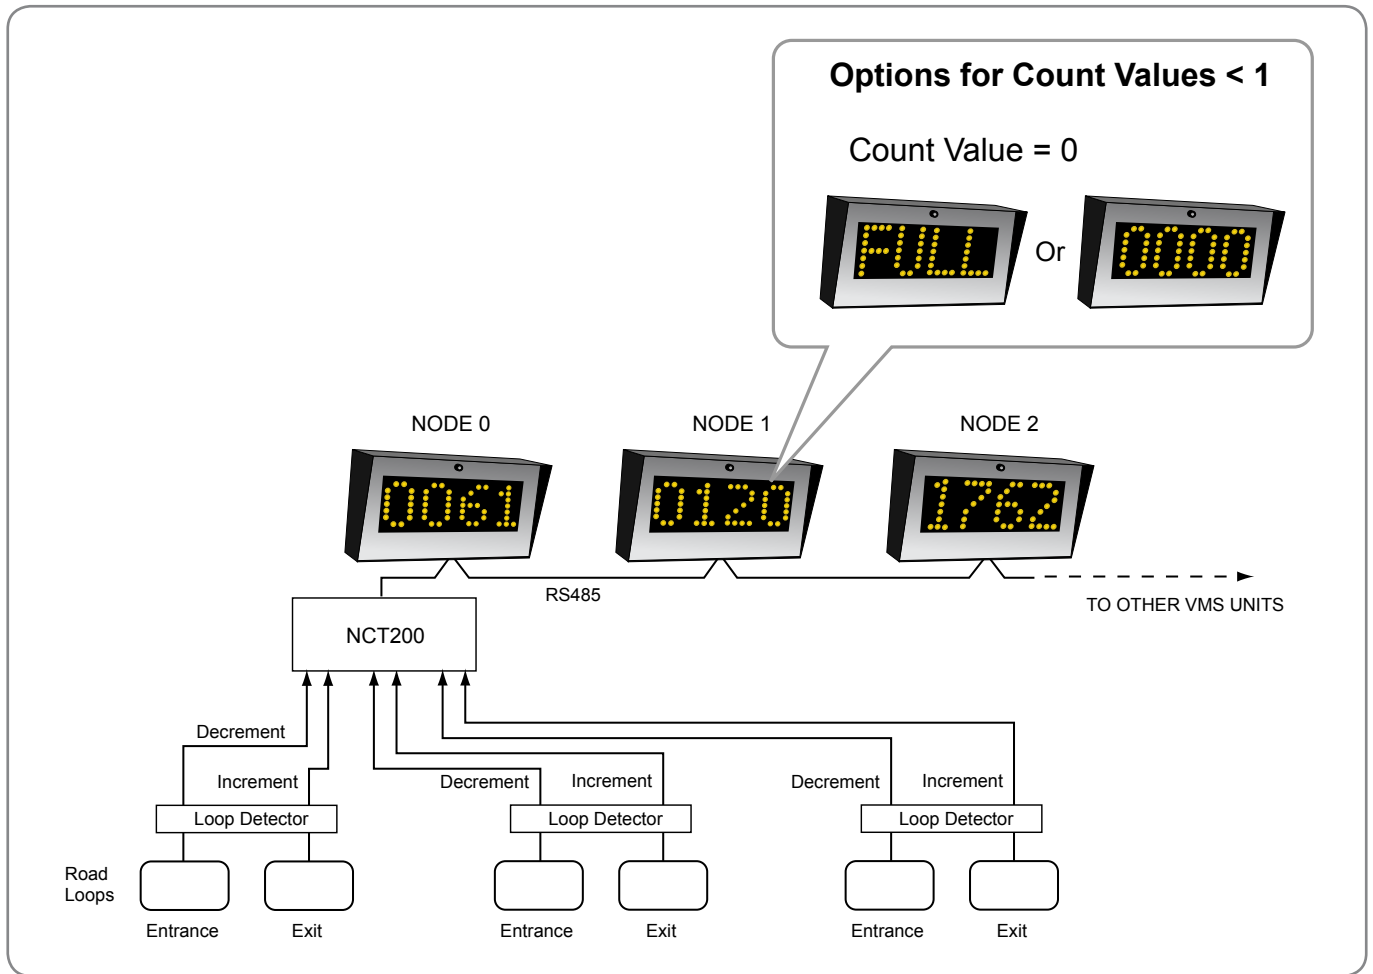 Options for Count Values < 1
Count Value = 0
FULL Or 0000
NODE 0 NODE 1 NODE 2
0061 0120 1762
RS485
TO OTHER VMS UNITS
NCT200
Decrement
Increment Decrement Increment Decrement Increment
Loop Detector Loop Detector Loop Detector
Road
Loops
Entrance Exit Entrance Exit Entrance Exit